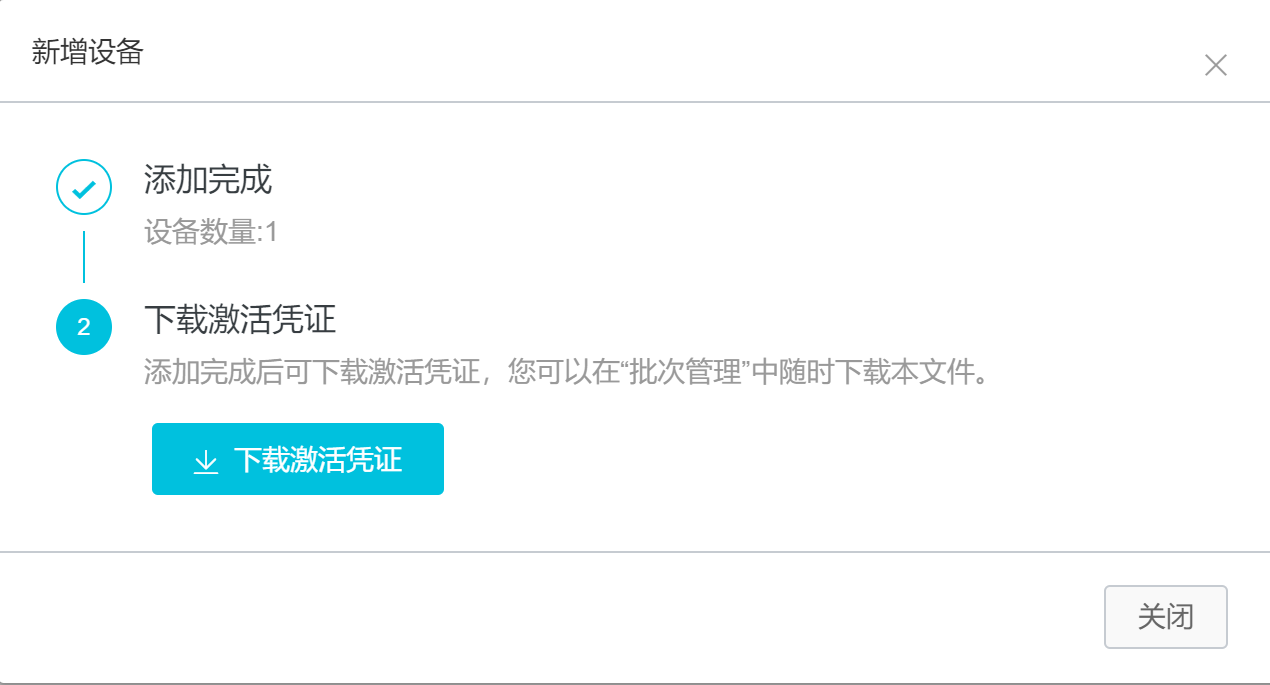 新增设备
添加完成
设备数量:1
2
下载激活凭证
添加完成后可下载激活凭证，您可以在“批次管理”中随时下载本文件。
下载激活凭证
关闭